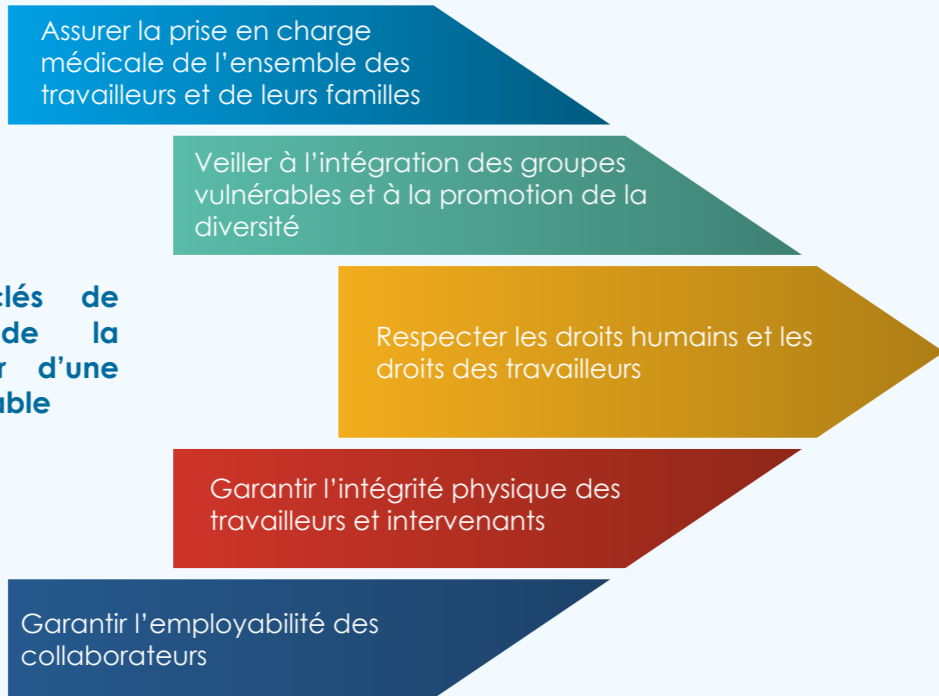 Assurer la prise en charge
médicale de l’ensemble des
travailleurs et de leurs familles
Veiller à l’intégration des groupes
vulnérables et à la promotion de la
diversité
clés de
de la
d’une
Respecter les droits humains et les
droits des travailleurs
Garantir l’intégrité physique des
travailleurs et intervenants
Garantir l’employabilité des
collaborateurs